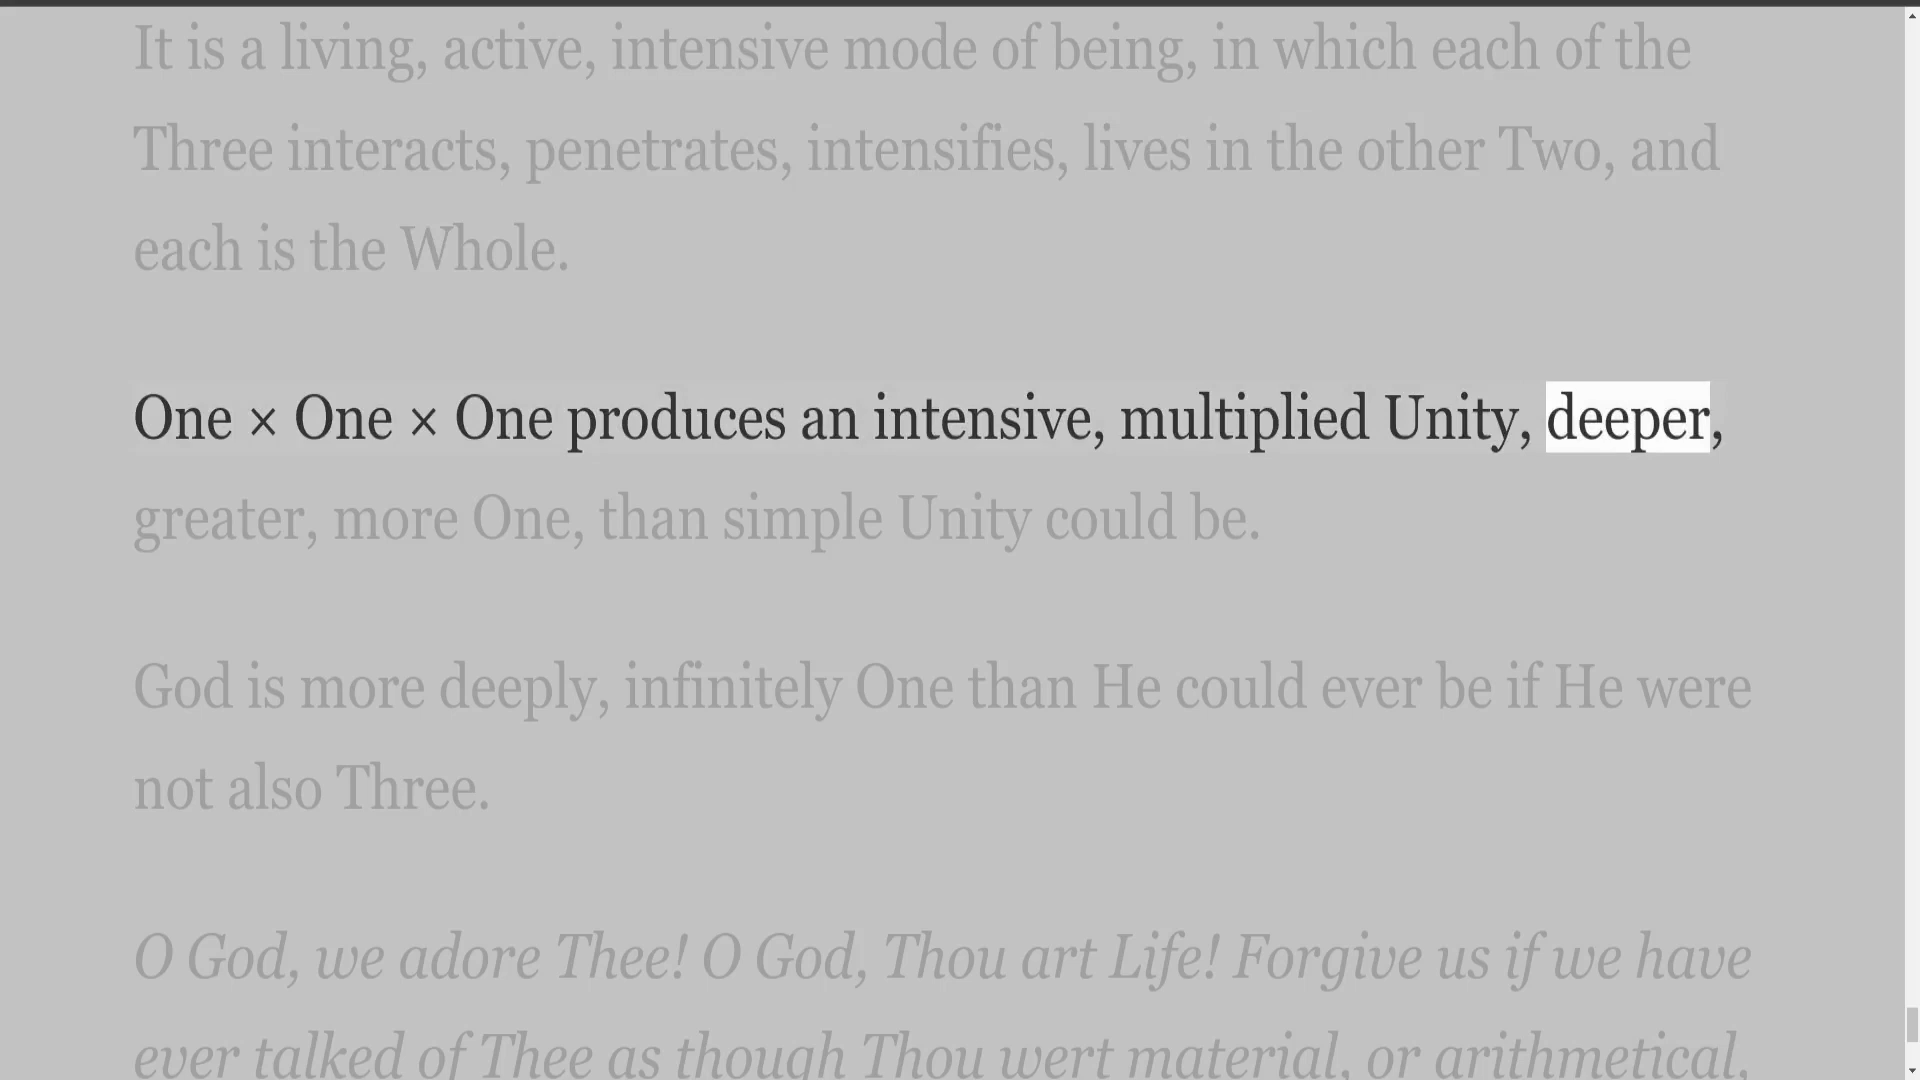 It is a living, active, intensive mode of being, in which each of the
Three interacts, penetrates, intensifies, lives in the other Two, and
each is the Whole.
One × One × One produces an intensive, multiplied Unity, deeper,
greater, more One, than simple Unity could be.
God is more deeply, infinitely One than He could ever be if He were
not also Three.
O God, we adore Thee! O God, Thou art Life! Forgive us if we have
ever talked of Thee as though Thou wert material, or arithmetical,